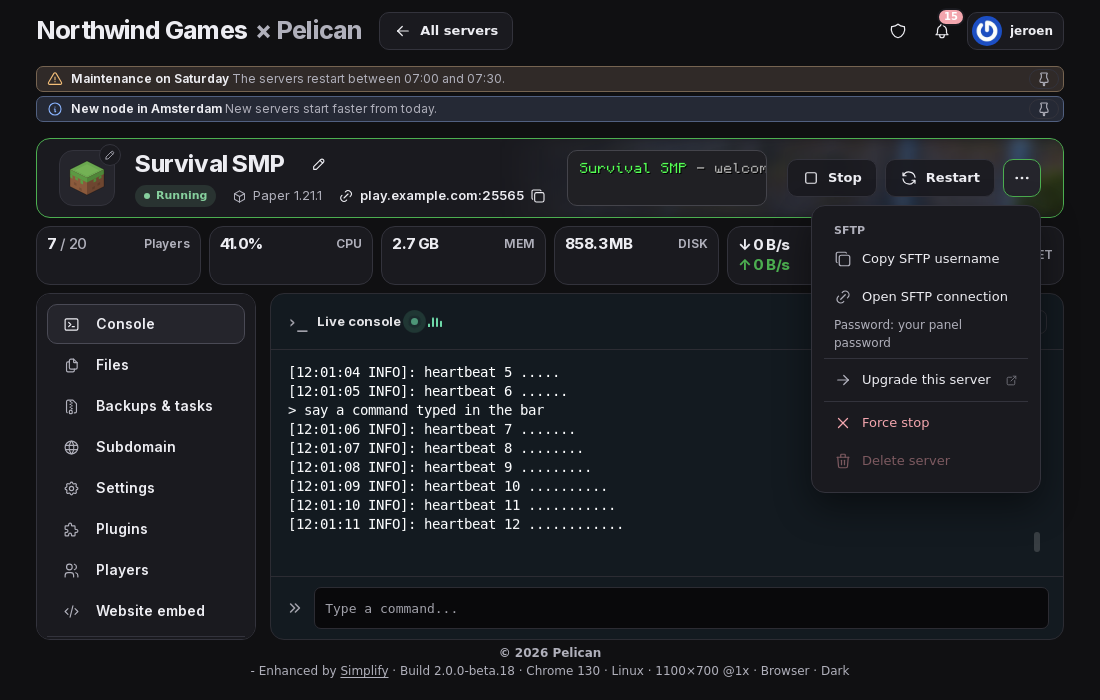 Northwind Games × Pelican
All servers
15
jeroen
Maintenance on Saturday The servers restart between 07:00 and 07:30.
New node in Amsterdam New servers start faster from today.
Survival SMP
Running
Paper 1.21.1
play.example.com:25565
Survival SMP - welcom
Stop
Restart
7 / 20
Players
41.0%
CPU
2.7 GB
MEM
858.3 MB
DISK
↓ 0 B/s
↑ 0 B/s
ET
SFTP
Copy SFTP username
Open SFTP connection
Password: your panel
password
Upgrade this server
Force stop
Delete server
Console
Files
Backups & tasks
Subdomain
Settings
Plugins
Players
Website embed
Live console
[12:01:04 INFO]: heartbeat 5 .....
[12:01:05 INFO]: heartbeat 6 ......
> say a command typed in the bar
[12:01:06 INFO]: heartbeat 7 .......
[12:01:07 INFO]: heartbeat 8 ........
[12:01:08 INFO]: heartbeat 9 .........
[12:01:09 INFO]: heartbeat 10 ..........
[12:01:10 INFO]: heartbeat 11 ...........
[12:01:11 INFO]: heartbeat 12 ............
Type a command...
© 2026 Pelican
- Enhanced by Simplify · Build 2.0.0-beta.18 · Chrome 130 · Linux · 1100×700 @1x · Browser · Dark